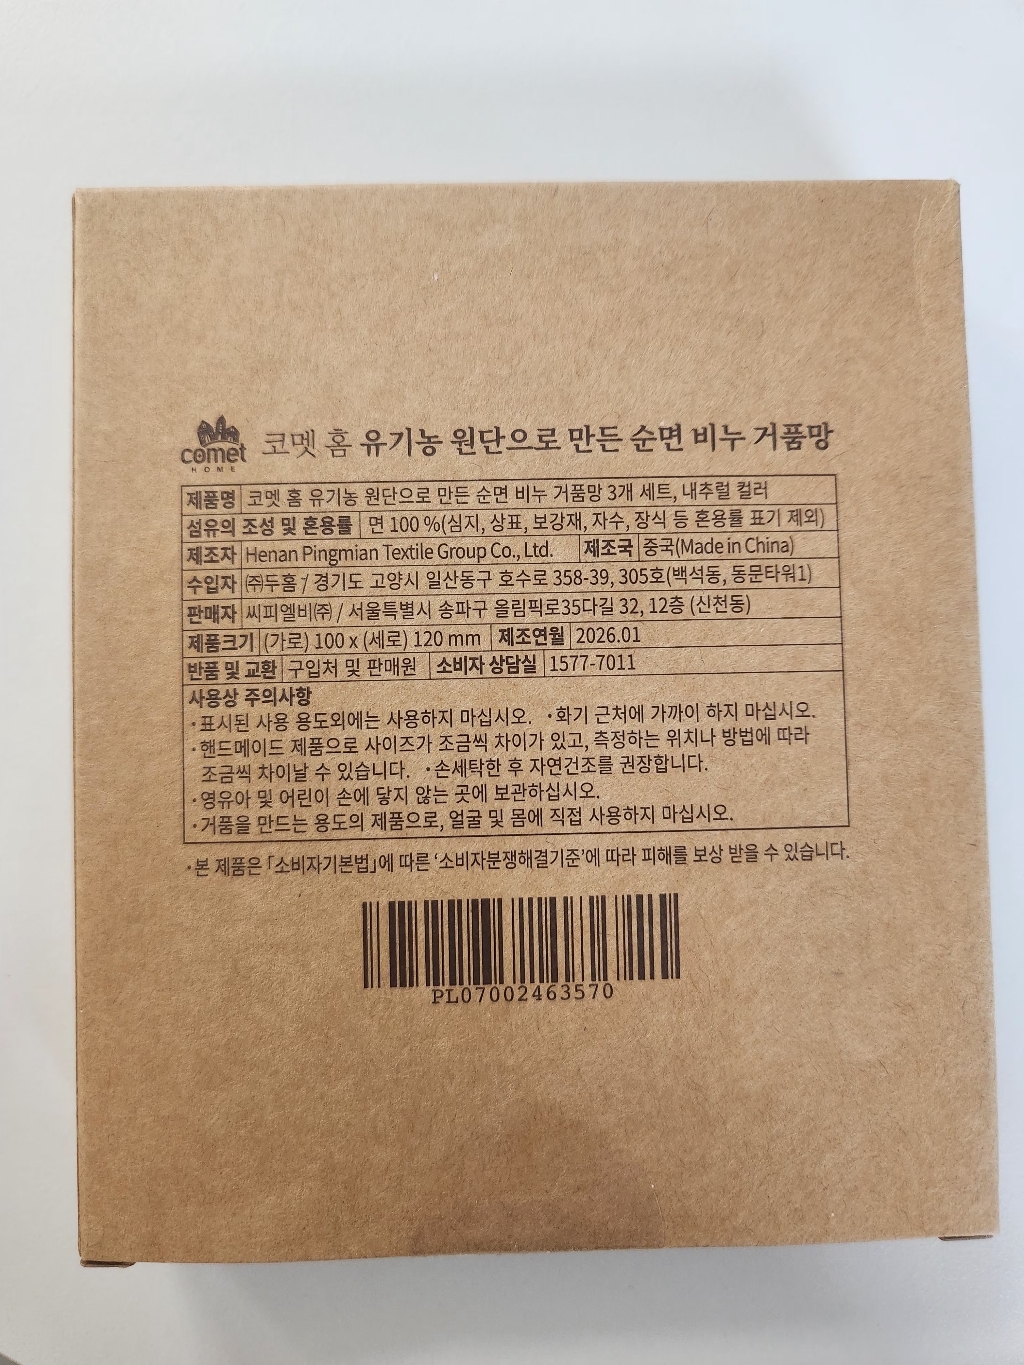 comet
HOME
코멧 홈 유기농 원단으로 만든 순면 비누 거품망
제품명 코멧 홈 유기농 원단으로 만든 순면 비누 거품망 3개 세트, 내추럴 컬러
섬유의 조성 및 혼용률 면 100 %(심지, 상표, 보강재, 자수, 장식 등 혼용률 표기 제외)
제조자 Henan Pingmian Textile Group Co., Ltd. 제조국 중국(Made in China)
수입자 ㈜두홈 / 경기도 고양시 일산동구 호수로 358-39, 305호(백석동, 동문타워1)
판매자 씨피엘비㈜ / 서울특별시 송파구 올림픽로35다길 32, 12층 (신천동)
제품크기 (가로) 100 x (세로) 120 mm 제조연월 2026.01
반품 및 교환 구입처 및 판매원 소비자 상담실 1577-7011
사용상 주의사항
·표시된 사용 용도외에는 사용하지 마십시오. ·화기 근처에 가까이 하지 마십시오.
·핸드메이드 제품으로 사이즈가 조금씩 차이가 있고, 측정하는 위치나 방법에 따라
조금씩 차이날 수 있습니다. ·손세탁한 후 자연건조를 권장합니다.
·영유아 및 어린이 손에 닿지 않는 곳에 보관하십시오.
·거품을 만드는 용도의 제품으로, 얼굴 및 몸에 직접 사용하지 마십시오.
·본 제품은 「소비자기본법」에 따른 ‘소비자분쟁해결기준’에 따라 피해를 보상 받을 수 있습니다.
PL07002463570